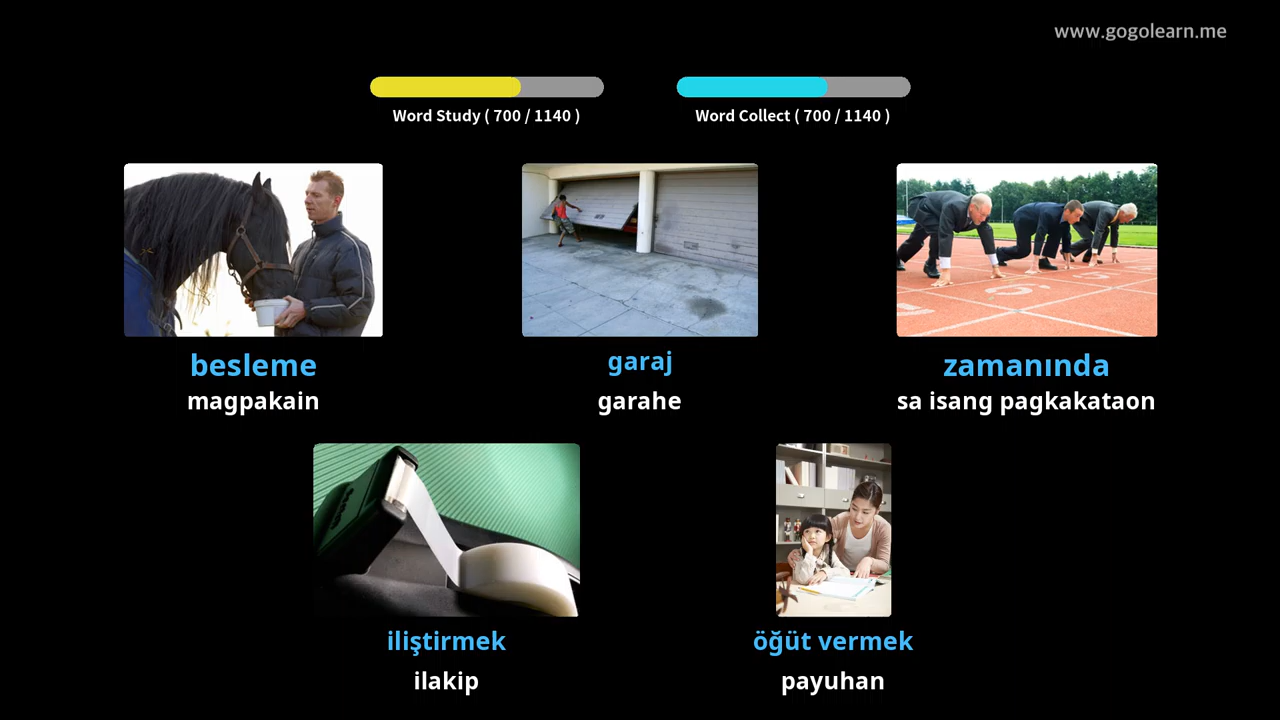 www.gogolearn.me
Word Study ( 700 / 1140 )
Word Collect ( 700 / 1140 )
besleme
magpakain
garaj
garahe
zamanında
sa isang pagkakataon
iliştirmek
ilakip
öğüt vermek
payuhan